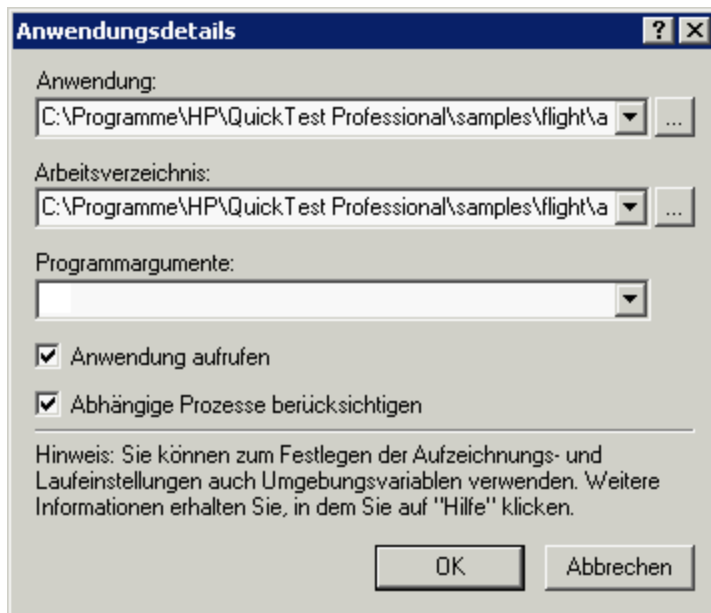 Anwendungsdetails
Anwendung:
C:\Programme\HP\QuickTest Professional\samples\flight\a
...
Arbeitsverzeichnis:
C:\Programme\HP\QuickTest Professional\samples\flight\a
...
Programmargumente:
Anwendung aufrufen
Abhängige Prozesse berücksichtigen
Hinweis: Sie können zum Festlegen der Aufzeichnungs- und
Laufeinstellungen auch Umgebungsvariablen verwenden. Weitere
Informationen erhalten Sie, in dem Sie auf "Hilfe" klicken.
OK
Abbrechen